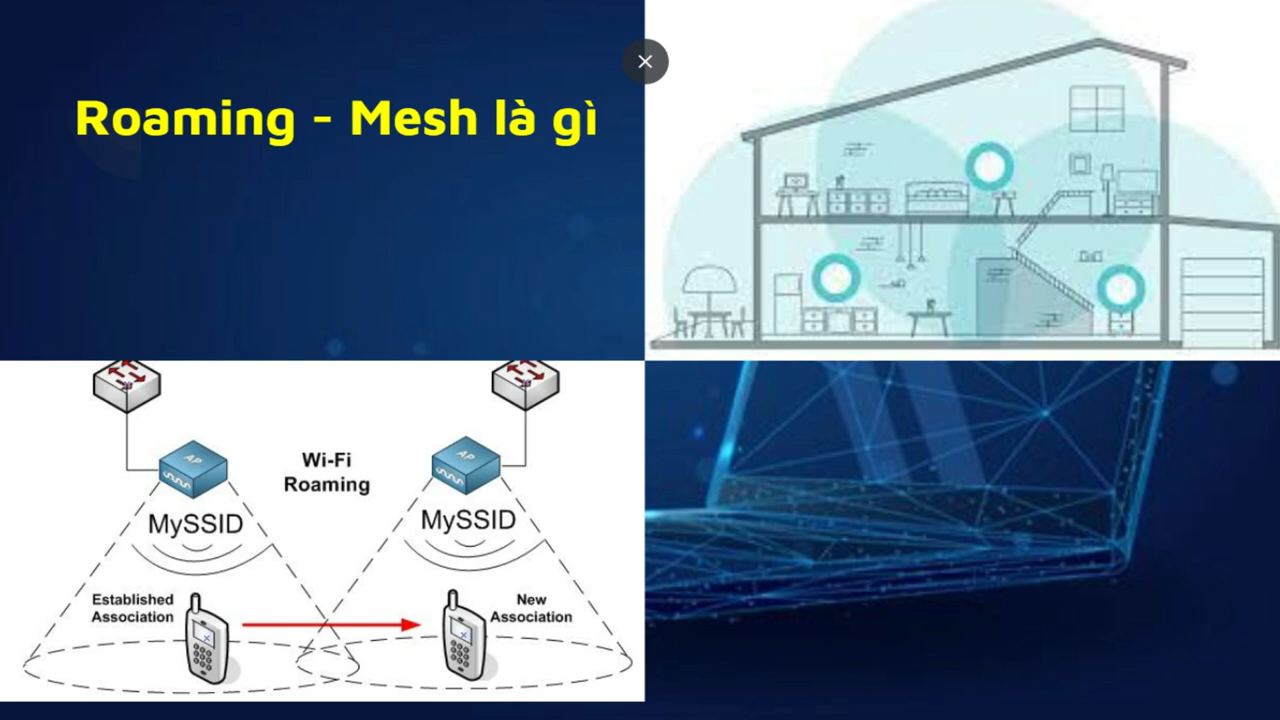 Roaming - Mesh là gì
Wi-Fi
Roaming
AP
AP
MySSID
MySSID
Established
Association
New
Association